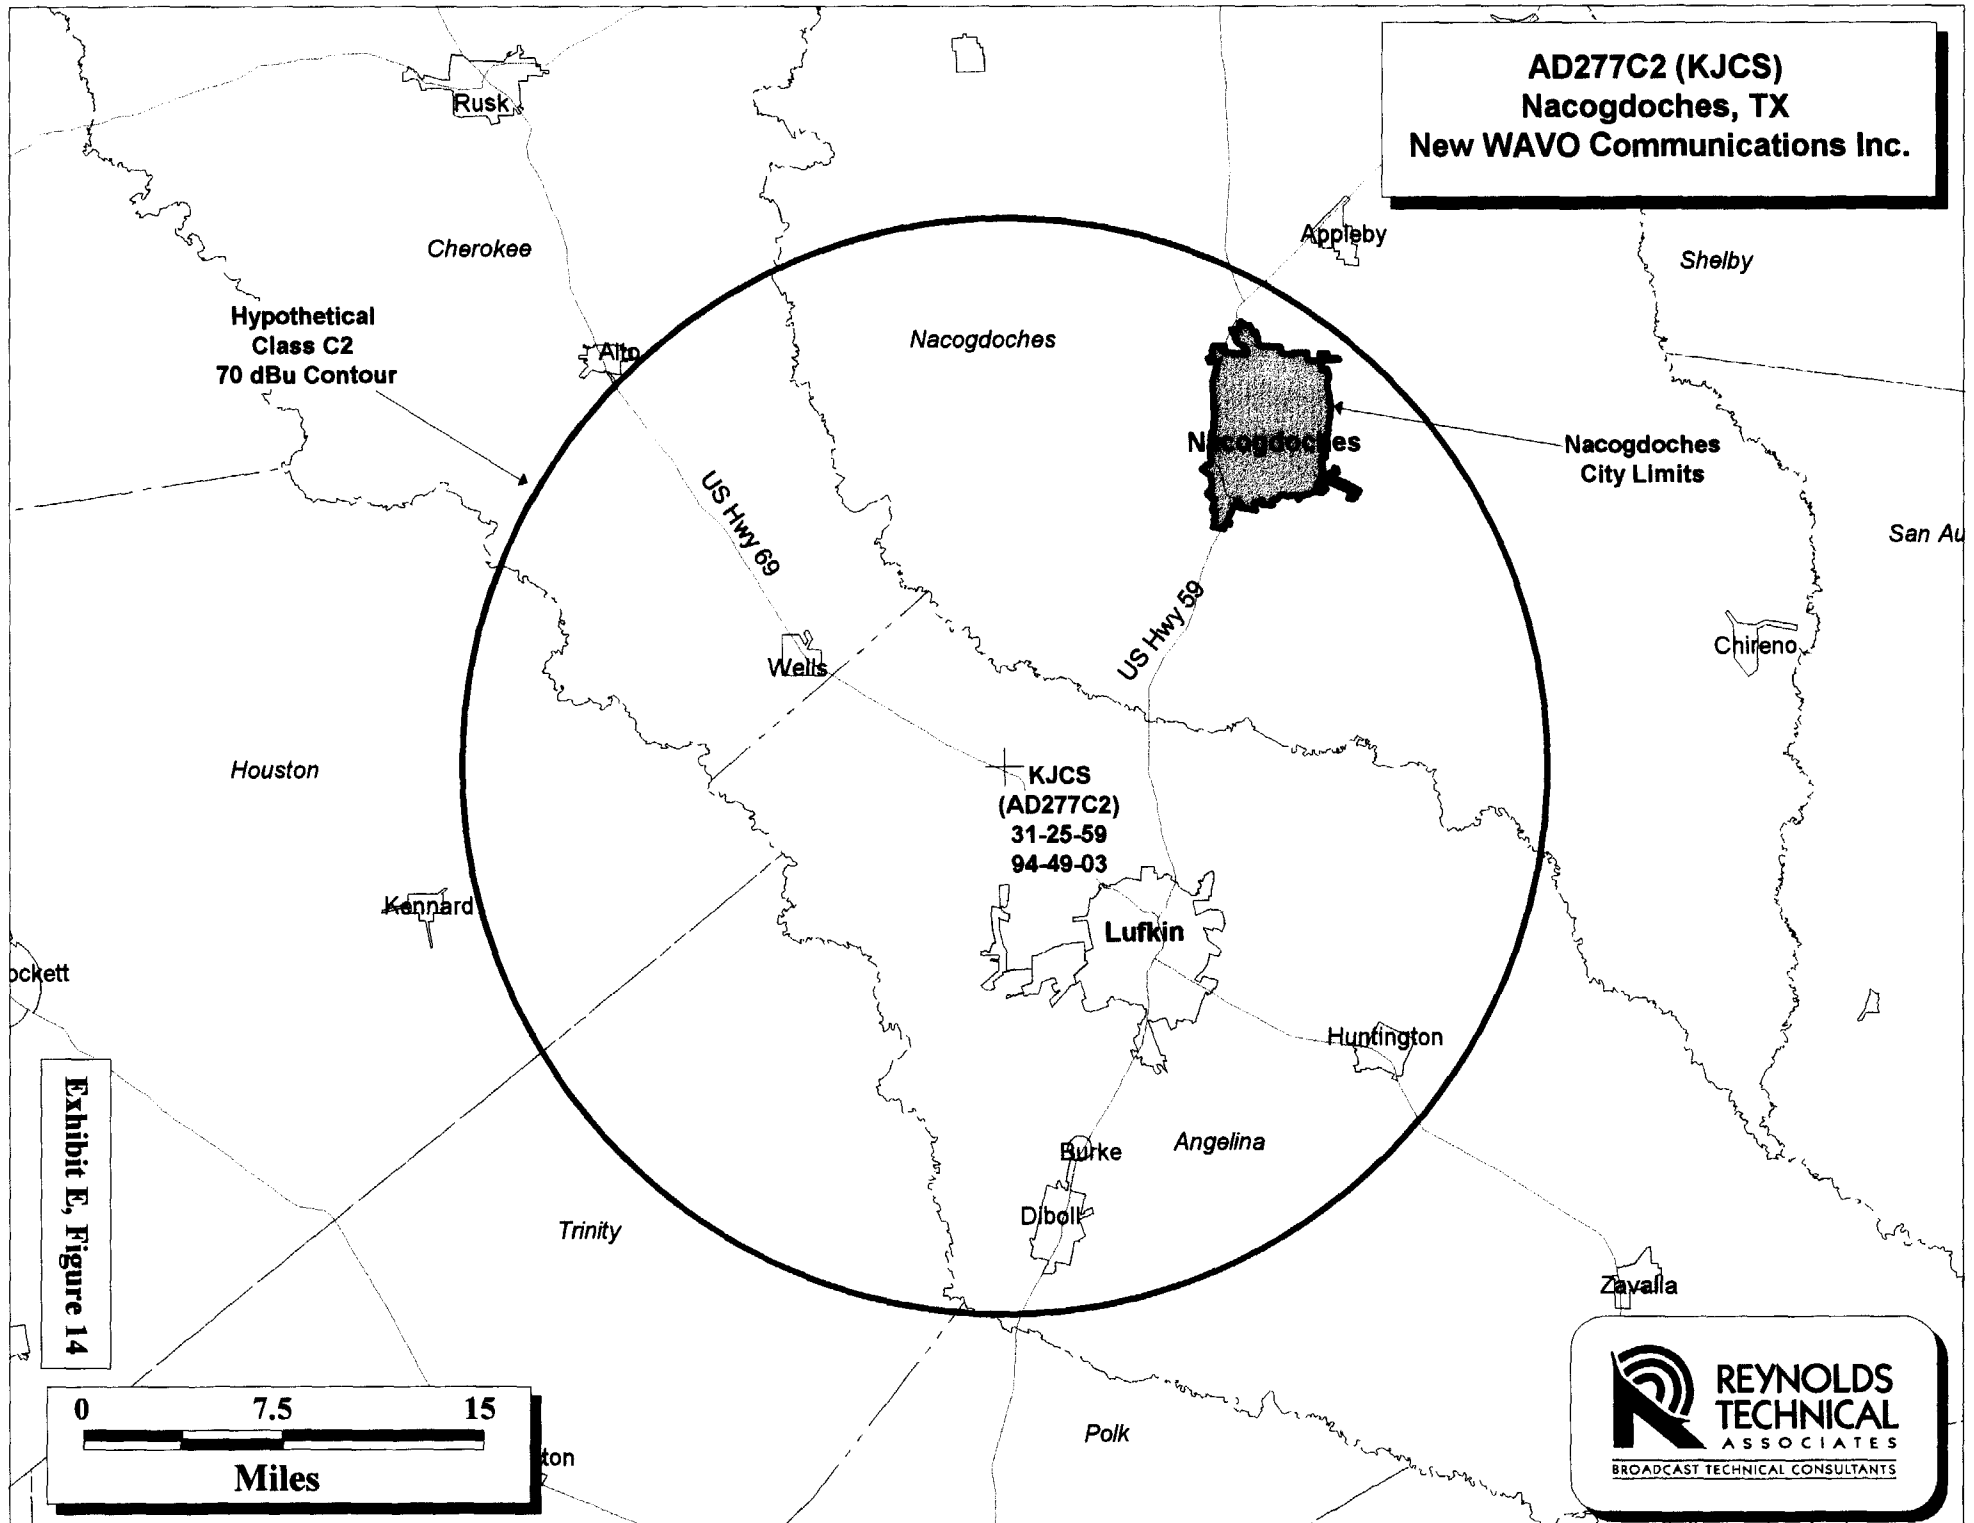 AD277C2 (KJCS)
Nacogdoches, TX
New WAVO Communications Inc.
Rusk
Appleby
Cherokee
Shelby
Hypothetical
Class C2
70 dBu Contour
Alto
Nacogdoches
Nacogdoches
Nacogdoches
City Limits
US Hwy 69
San Au
US Hwy 59
Chireno
Wells
Houston
KJCS
(AD277C2)
31-25-59
94-49-03
Kennard
Lufkin
ockett
Huntington
Exhibit E, Figure 14
Burke
Angelina
Diboll
Trinity
Zavalla
0 7.5 15
Miles
ton
Polk
REYNOLDS
TECHNICAL
ASSOCIATES
BROADCAST TECHNICAL CONSULTANTS